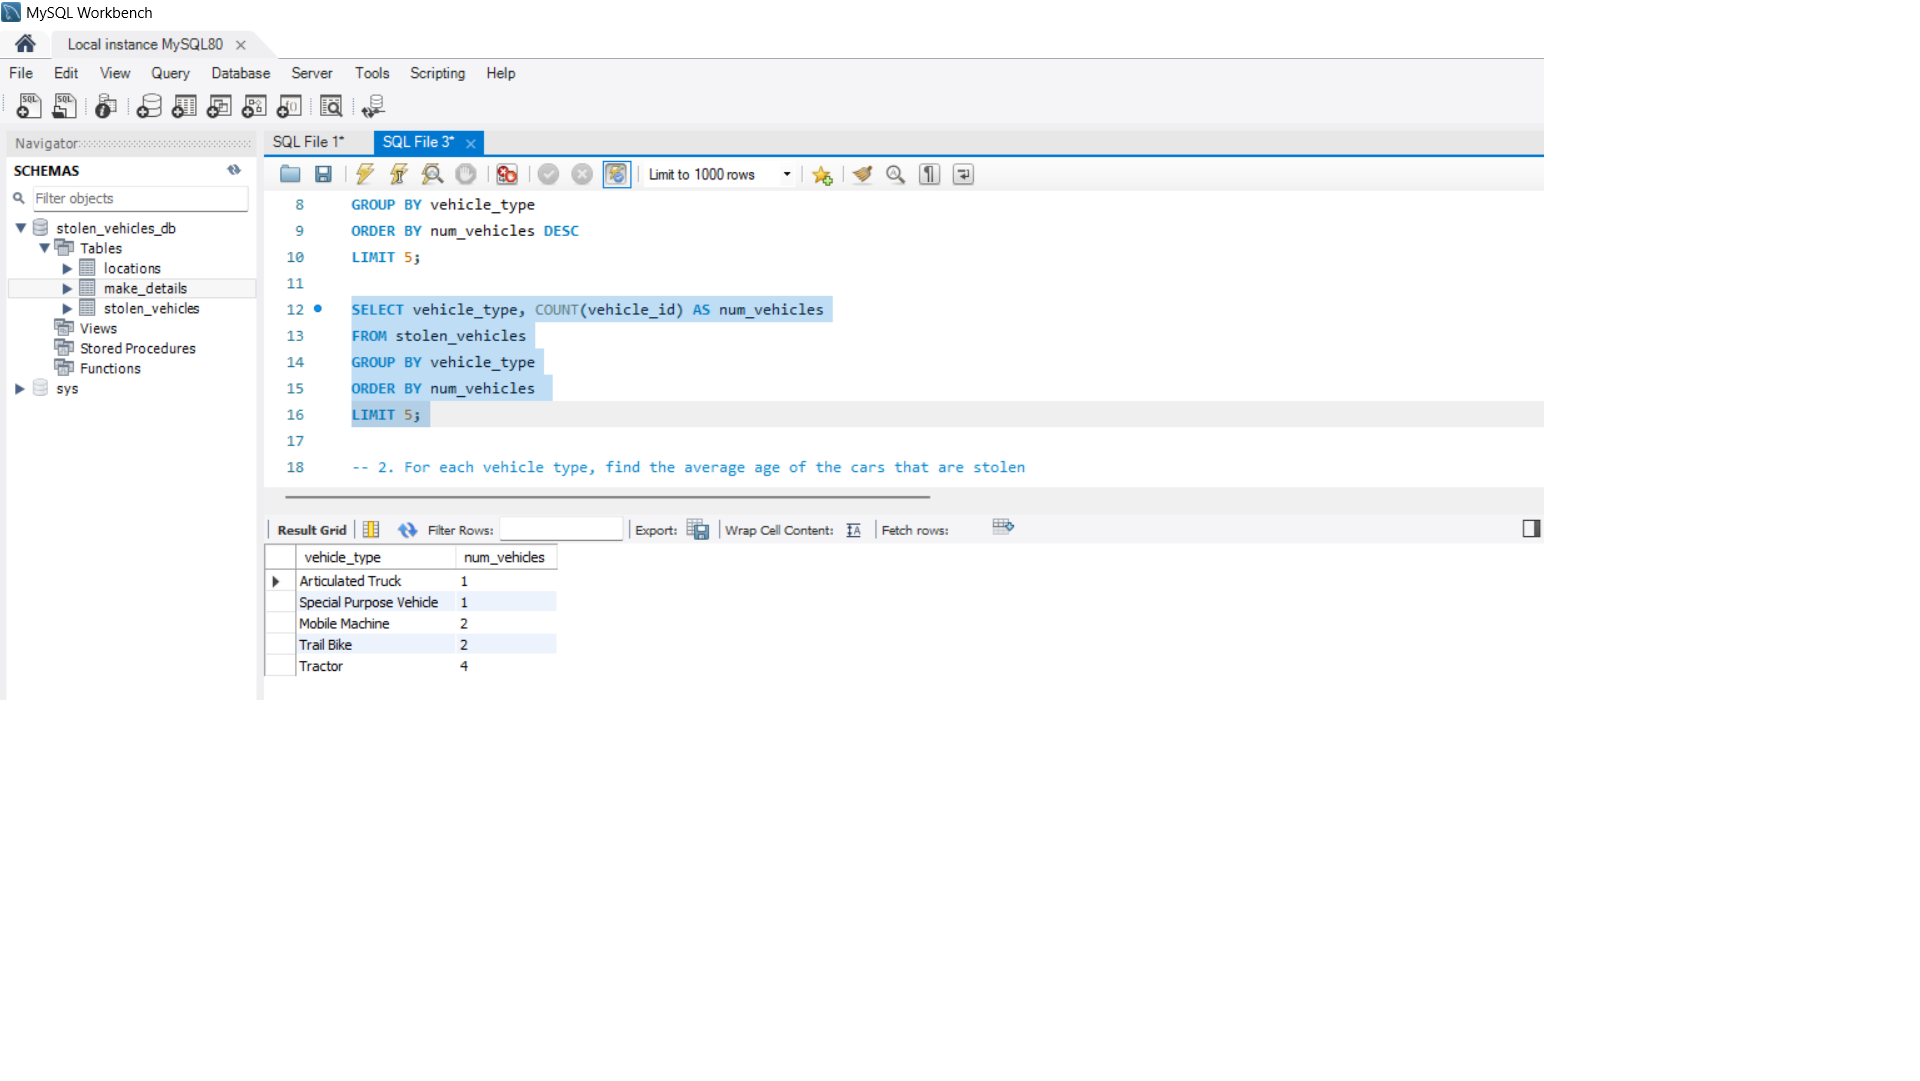 MySQL Workbench
Local instance MySQL80
File Edit View Query Database Server Tools Scripting Help
Navigator
SCHEMAS
Filter objects
stolen_vehicles_db
Tables
locations
make_details
stolen_vehicles
Views
Stored Procedures
Functions
sys
SQL File 1* SQL File 3*
Limit to 1000 rows
8 GROUP BY vehicle_type
9 ORDER BY num_vehicles DESC
10 LIMIT 5;
11
12 SELECT vehicle_type, COUNT(vehicle_id) AS num_vehicles
13 FROM stolen_vehicles
14 GROUP BY vehicle_type
15 ORDER BY num_vehicles
16 LIMIT 5;
17
18 -- 2. For each vehicle type, find the average age of the cars that are stolen
Result Grid Filter Rows: Export: Wrap Cell Content: Fetch rows:
vehicle_type num_vehicles
Articulated Truck 1
Special Purpose Vehicle 1
Mobile Machine 2
Trail Bike 2
Tractor 4